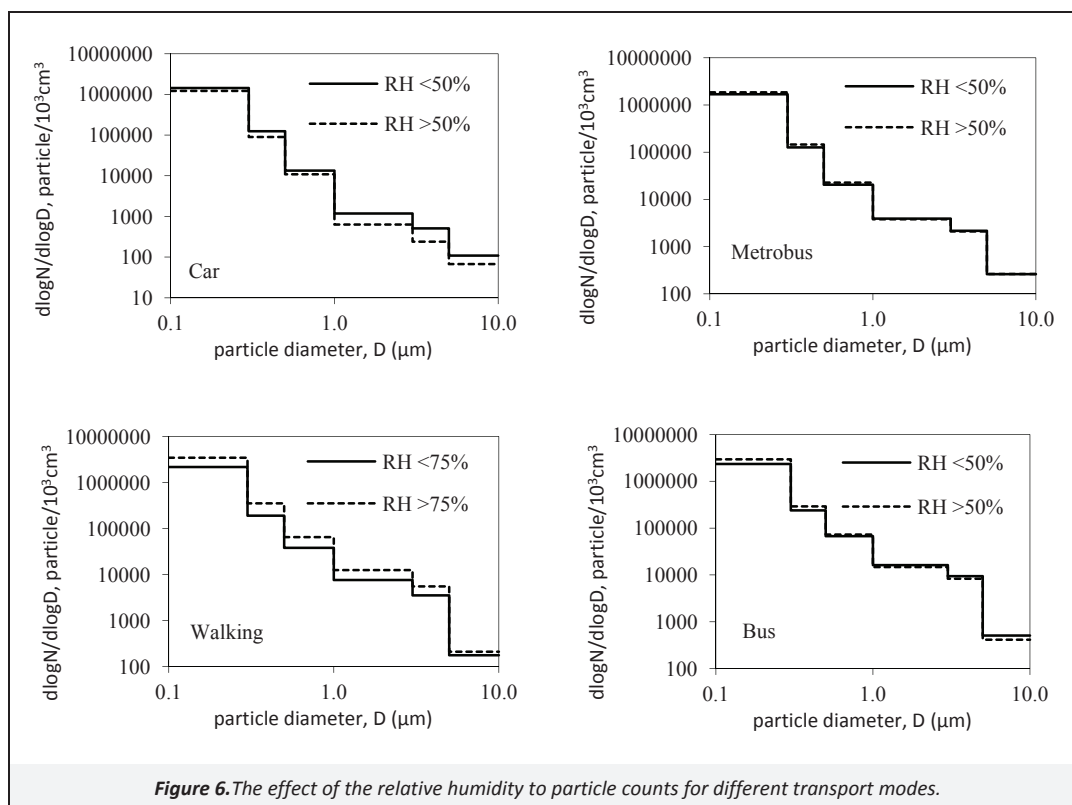 10000000
1000000
100000
10000
1000
100
10
dlogN/dlogD, particle/10³cm³
RH <50%
RH >50%
Car
0.1
1.0
10.0
particle diameter, D (µm)
10000000
1000000
100000
10000
1000
100
dlogN/dlogD, particle/10³cm³
RH <50%
RH >50%
Metrobus
0.1
1.0
10.0
particle diameter, D (µm)
10000000
1000000
100000
10000
1000
100
dlogN/dlogD, particle/10³cm³
RH <75%
RH >75%
Walking
0.1
1.0
10.0
particle diameter, D (µm)
10000000
1000000
100000
10000
1000
100
dlogN/dlogD, particle/10³cm³
RH <50%
RH >50%
Bus
0.1
1.0
10.0
particle diameter, D (µm)
Figure 6.The effect of the relative humidity to particle counts for different transport modes.